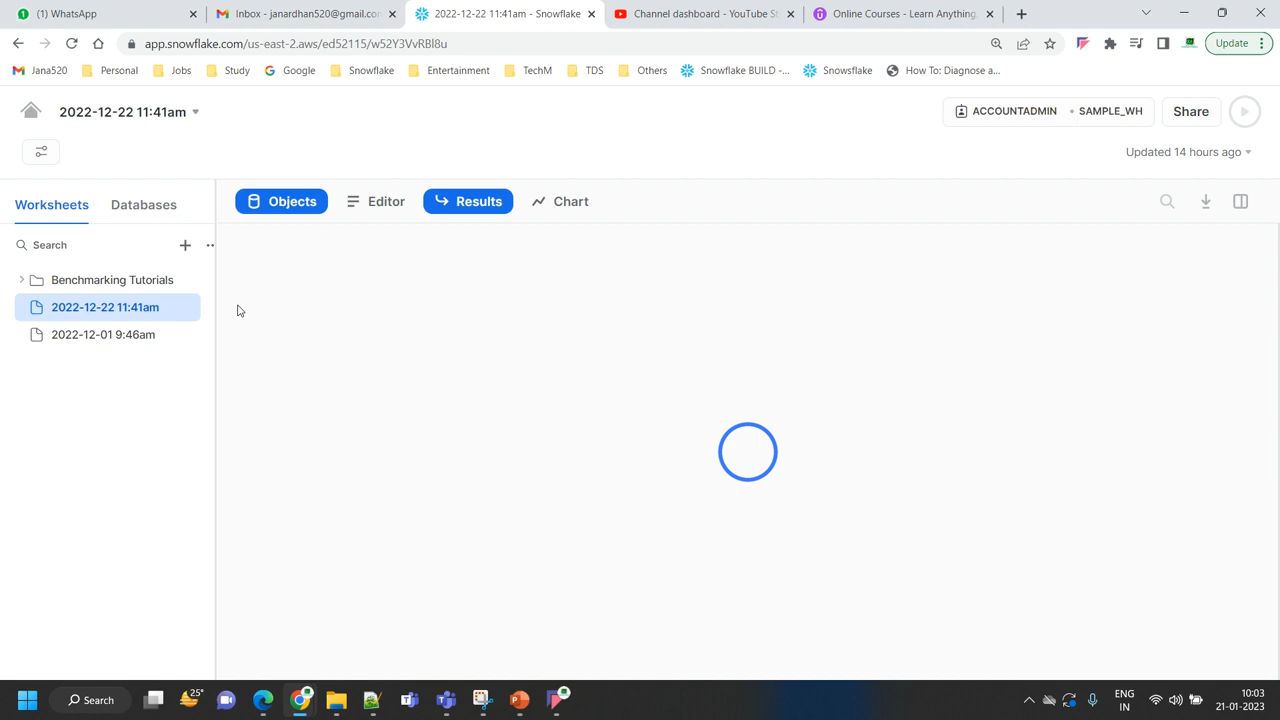 (1) WhatsApp
Inbox - janardhan520@gmail.con
2022-12-22 11:41am - Snowflake
Channel dashboard - YouTube St
Online Courses - Learn Anything,
app.snowflake.com/us-east-2.aws/ed52115/w52Y3VvRBl8u
Update
Jana520
Personal
Jobs
Study
Google
Snowflake
Entertainment
TechM
TDS
Others
Snowflake BUILD -...
Snowsflake
How To: Diagnose a...
2022-12-22 11:41am
ACCOUNTADMIN
SAMPLE_WH
Share
Updated 14 hours ago
Worksheets
Databases
Objects
Editor
Results
Chart
Search
Benchmarking Tutorials
2022-12-22 11:41am
2022-12-01 9:46am
Search
25°
ENG
IN
10:03
21-01-2023